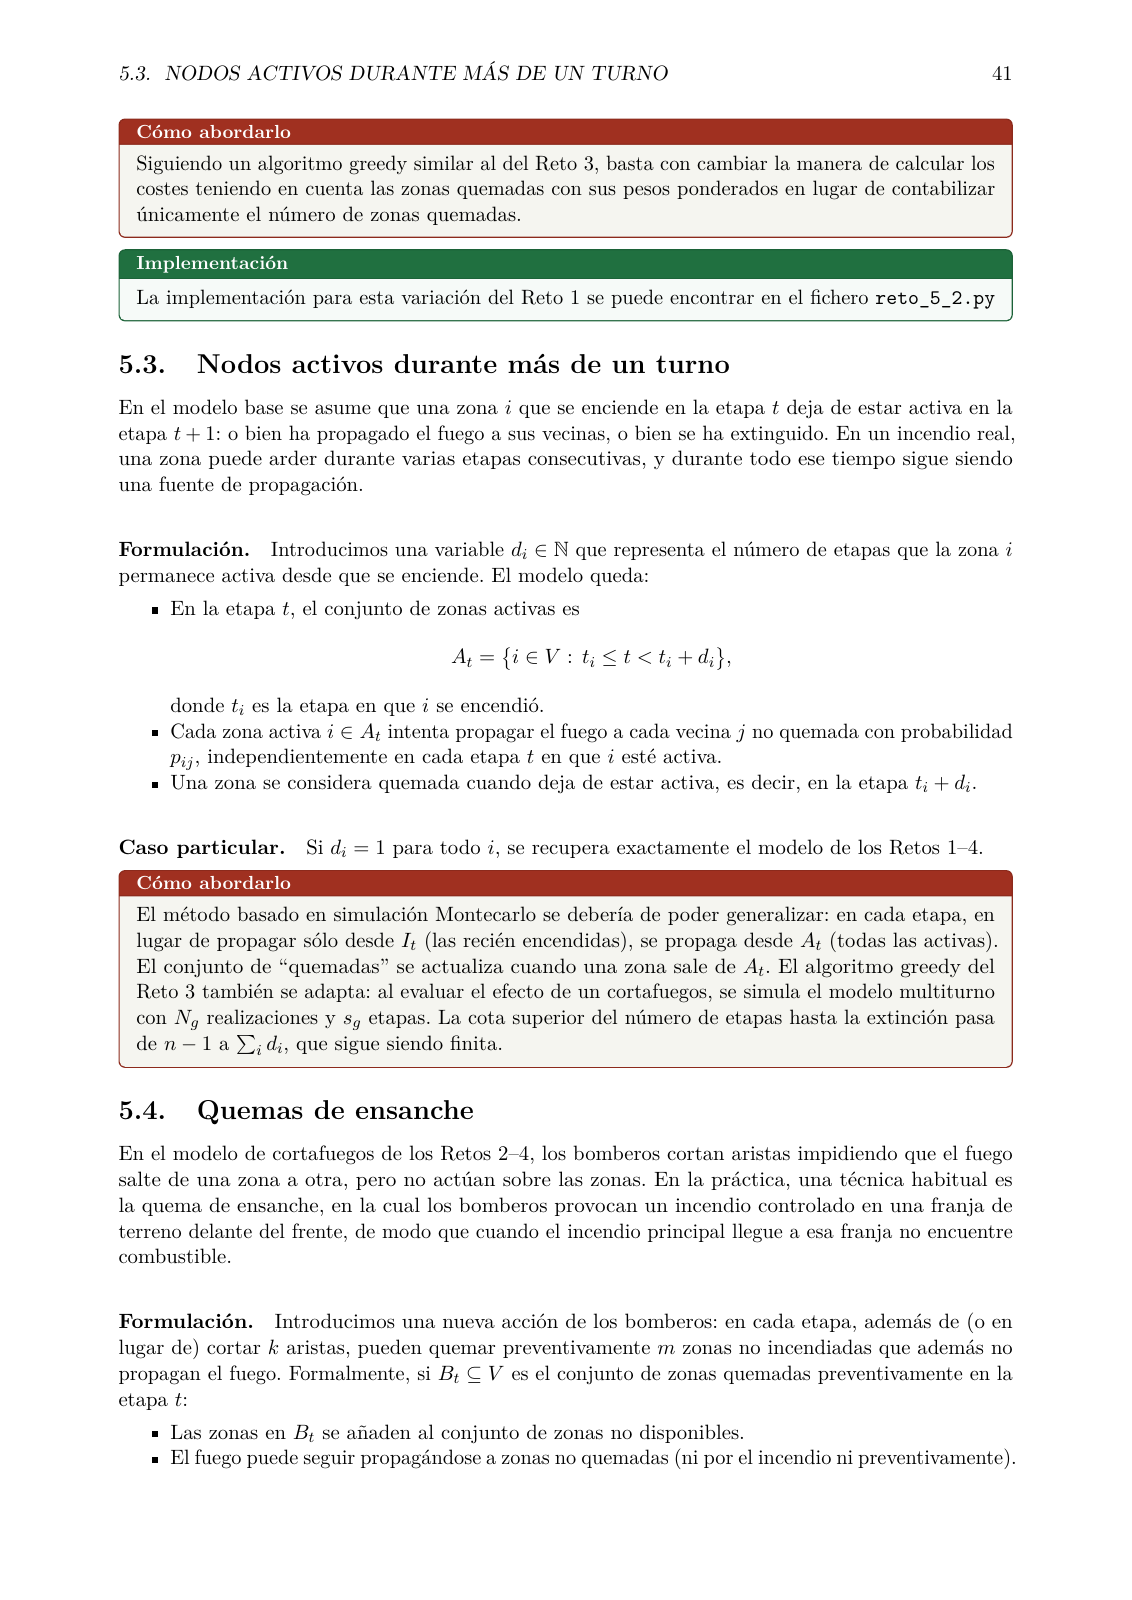 5.3. NODOS ACTIVOS DURANTE MÁS DE UN TURNO 41
Cómo abordarlo
Siguiendo un algoritmo greedy similar al del Reto 3, basta con cambiar la manera de calcular los
costes teniendo en cuenta las zonas quemadas con sus pesos ponderados en lugar de contabilizar
únicamente el número de zonas quemadas.
Implementación
La implementación para esta variación del Reto 1 se puede encontrar en el fichero reto_5_2.py
5.3. Nodos activos durante más de un turno
En el modelo base se asume que una zona i que se enciende en la etapa t deja de estar activa en la
etapa t + 1: o bien ha propagado el fuego a sus vecinas, o bien se ha extinguido. En un incendio real,
una zona puede arder durante varias etapas consecutivas, y durante todo ese tiempo sigue siendo
una fuente de propagación.
Formulación. Introducimos una variable d_i ∈ ℕ que representa el número de etapas que la zona i
permanece activa desde que se enciende. El modelo queda:
▪ En la etapa t, el conjunto de zonas activas es
A_t = {i ∈ V : t_i ≤ t < t_i + d_i},
donde t_i es la etapa en que i se encendió.
▪ Cada zona activa i ∈ A_t intenta propagar el fuego a cada vecina j no quemada con probabilidad
p_ij, independientemente en cada etapa t en que i esté activa.
▪ Una zona se considera quemada cuando deja de estar activa, es decir, en la etapa t_i + d_i.
Caso particular. Si d_i = 1 para todo i, se recupera exactamente el modelo de los Retos 1–4.
Cómo abordarlo
El método basado en simulación Montecarlo se debería de poder generalizar: en cada etapa, en
lugar de propagar sólo desde I_t (las recién encendidas), se propaga desde A_t (todas las activas).
El conjunto de “quemadas” se actualiza cuando una zona sale de A_t. El algoritmo greedy del
Reto 3 también se adapta: al evaluar el efecto de un cortafuegos, se simula el modelo multiturno
con N_g realizaciones y s_g etapas. La cota superior del número de etapas hasta la extinción pasa
de n − 1 a ∑_i d_i, que sigue siendo finita.
5.4. Quemas de ensanche
En el modelo de cortafuegos de los Retos 2–4, los bomberos cortan aristas impidiendo que el fuego
salte de una zona a otra, pero no actúan sobre las zonas. En la práctica, una técnica habitual es
la quema de ensanche, en la cual los bomberos provocan un incendio controlado en una franja de
terreno delante del frente, de modo que cuando el incendio principal llegue a esa franja no encuentre
combustible.
Formulación. Introducimos una nueva acción de los bomberos: en cada etapa, además de (o en
lugar de) cortar k aristas, pueden quemar preventivamente m zonas no incendiadas que además no
propagan el fuego. Formalmente, si B_t ⊆ V es el conjunto de zonas quemadas preventivamente en la
etapa t:
▪ Las zonas en B_t se añaden al conjunto de zonas no disponibles.
▪ El fuego puede seguir propagándose a zonas no quemadas (ni por el incendio ni preventivamente).